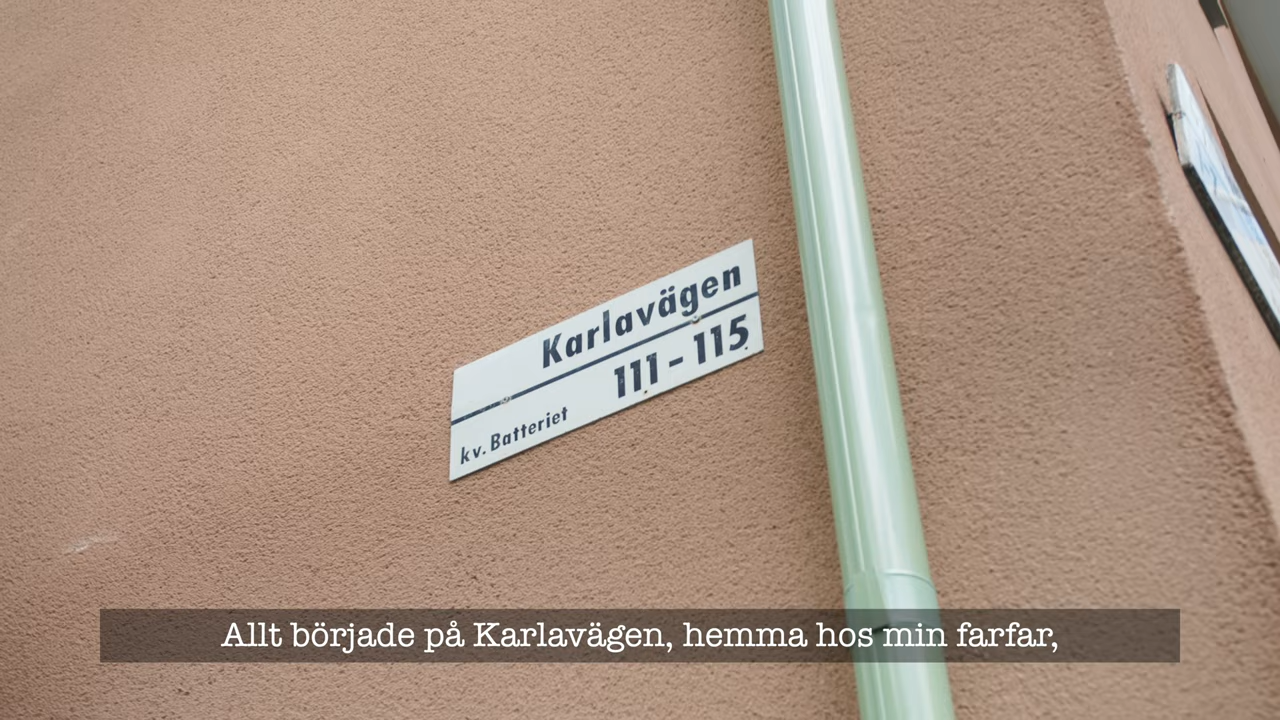 Karlavägen
111 - 115
kv. Batteriet
Allt började på Karlavägen, hemma hos min farfar,